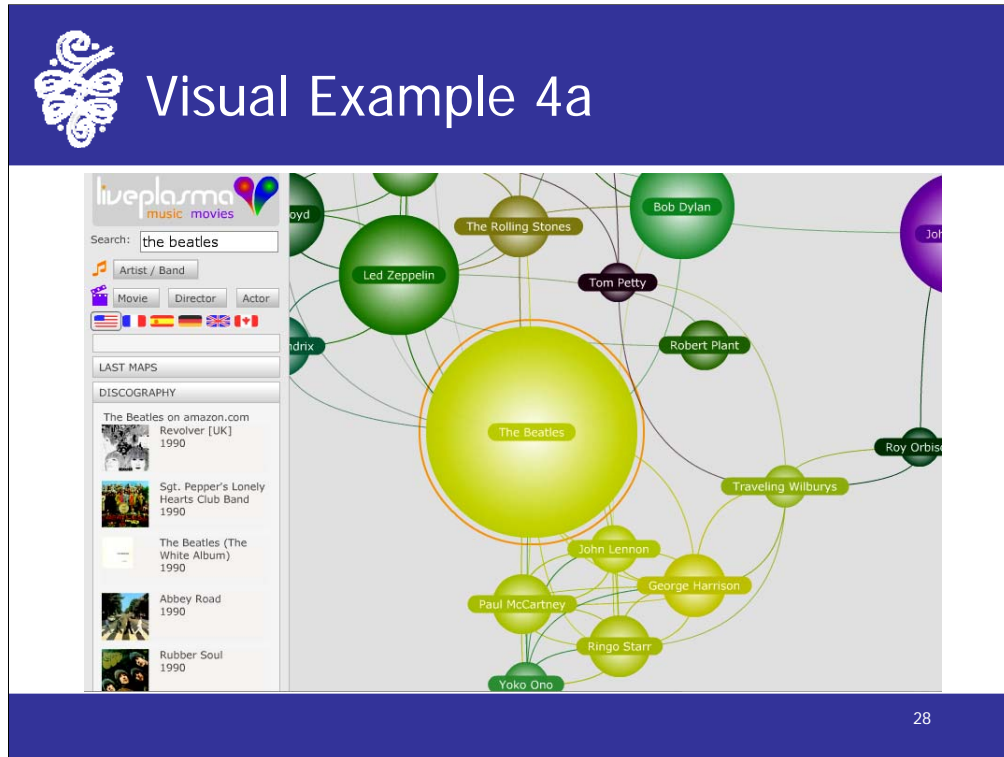 Visual Example 4a
liveplasma
music movies
Search: the beatles
Artist / Band
Movie Director Actor
LAST MAPS
DISCOGRAPHY
The Beatles on amazon.com
Revolver [UK]
1990
Sgt. Pepper's Lonely
Hearts Club Band
1990
The Beatles (The
White Album)
1990
Abbey Road
1990
Rubber Soul
1990
oyd
The Rolling Stones
Bob Dylan
Joh
Led Zeppelin
Tom Petty
ndrix
Robert Plant
The Beatles
Roy Orbiso
Traveling Wilburys
John Lennon
George Harrison
Paul McCartney
Ringo Starr
Yoko Ono
28